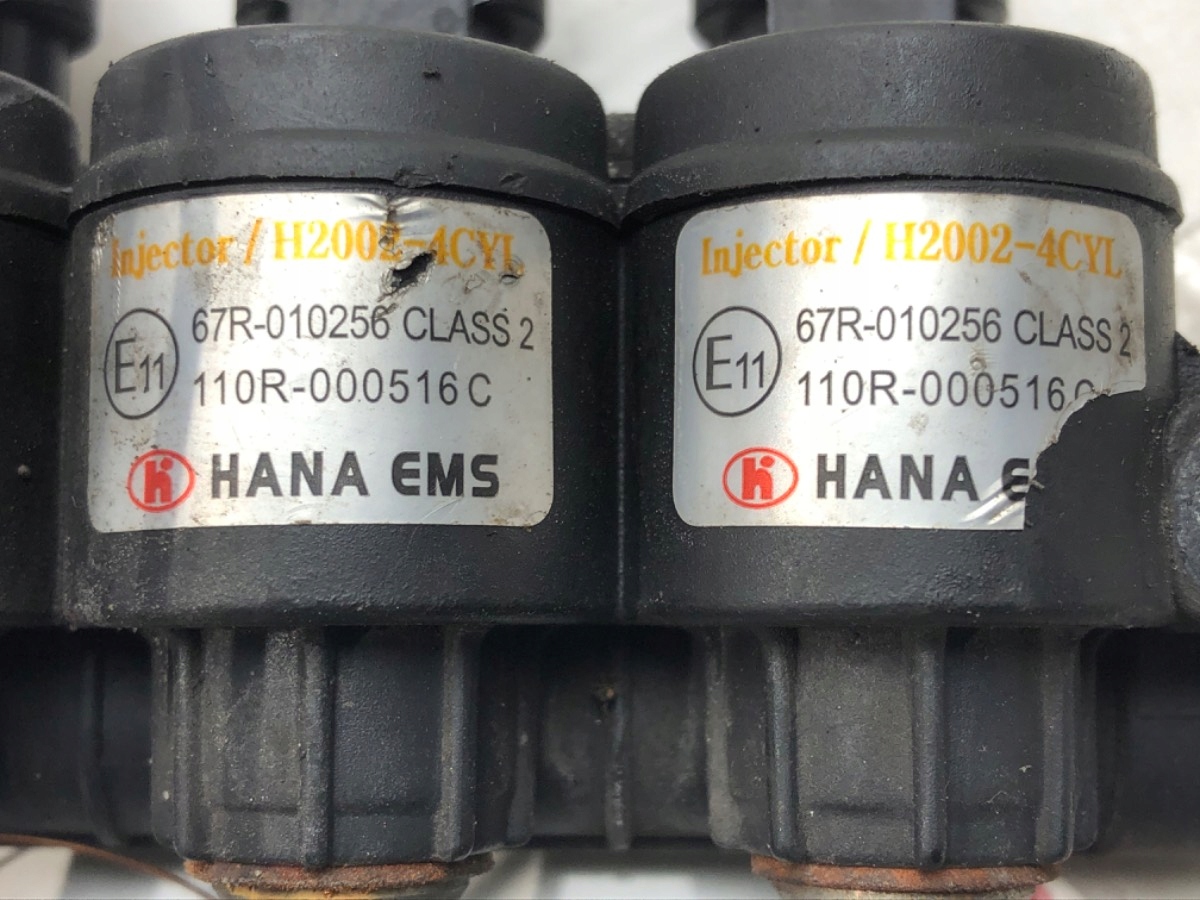 Injector / H2002-4CYL
E11
67R-010256 CLASS 2
110R-000516 C
HANA EMS
Injector / H2002-4CYL
E11
67R-010256 CLASS 2
110R-000516
HANA